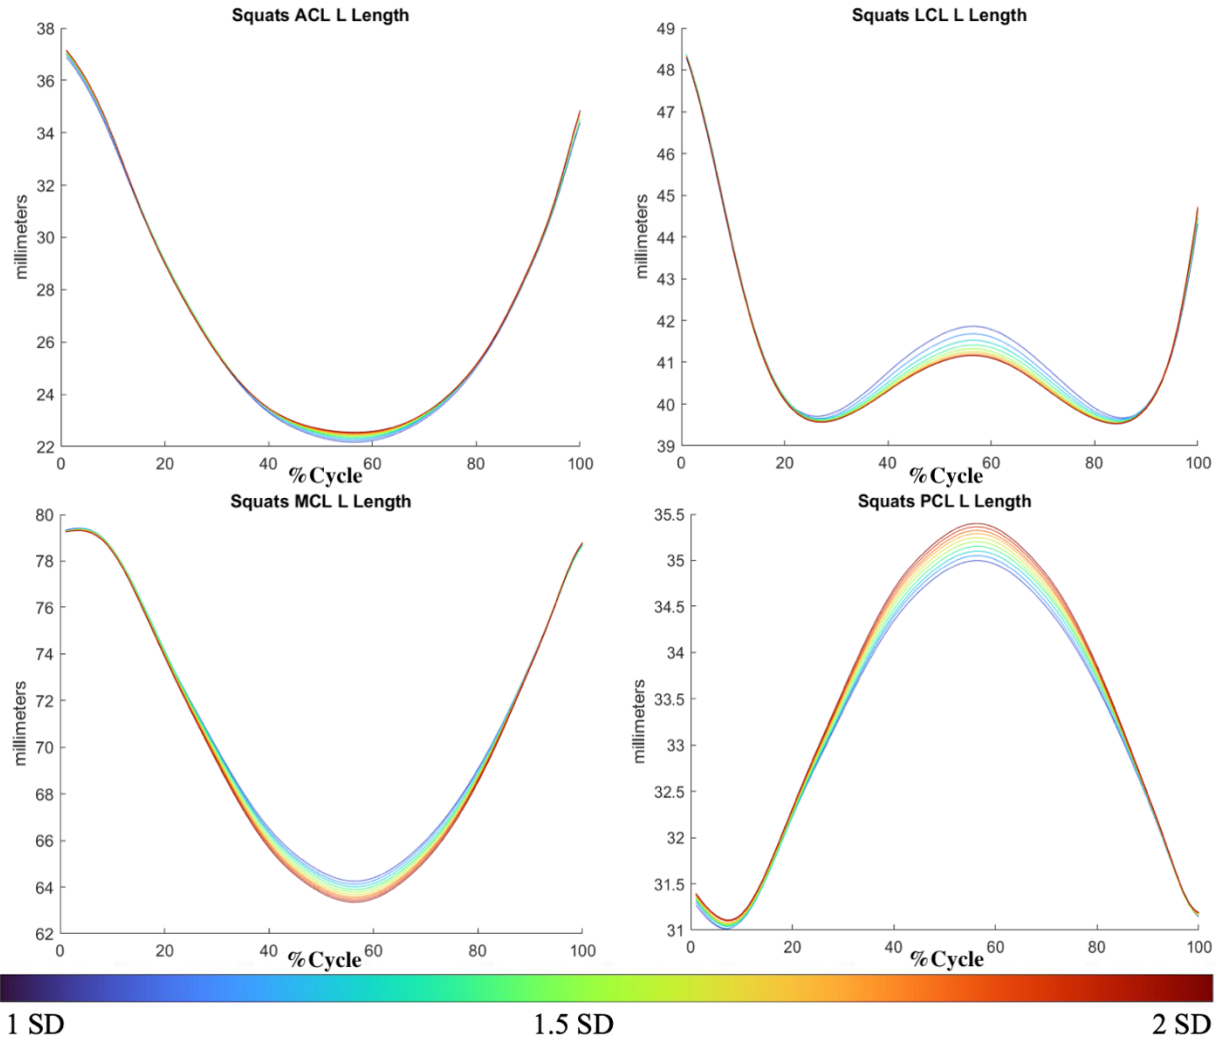 Squats ACL L Length
38
36
34
32
30
28
26
24
22
millimeters
0 20 40 60 80 100
%Cycle
Squats LCL L Length
49
48
47
46
45
44
43
42
41
40
39
millimeters
0 20 40 60 80 100
%Cycle
Squats MCL L Length
80
78
76
74
72
70
68
66
64
62
millimeters
0 20 40 60 80 100
%Cycle
Squats PCL L Length
35.5
35
34.5
34
33.5
33
32.5
32
31.5
31
millimeters
0 20 40 60 80 100
%Cycle
1 SD 1.5 SD 2 SD